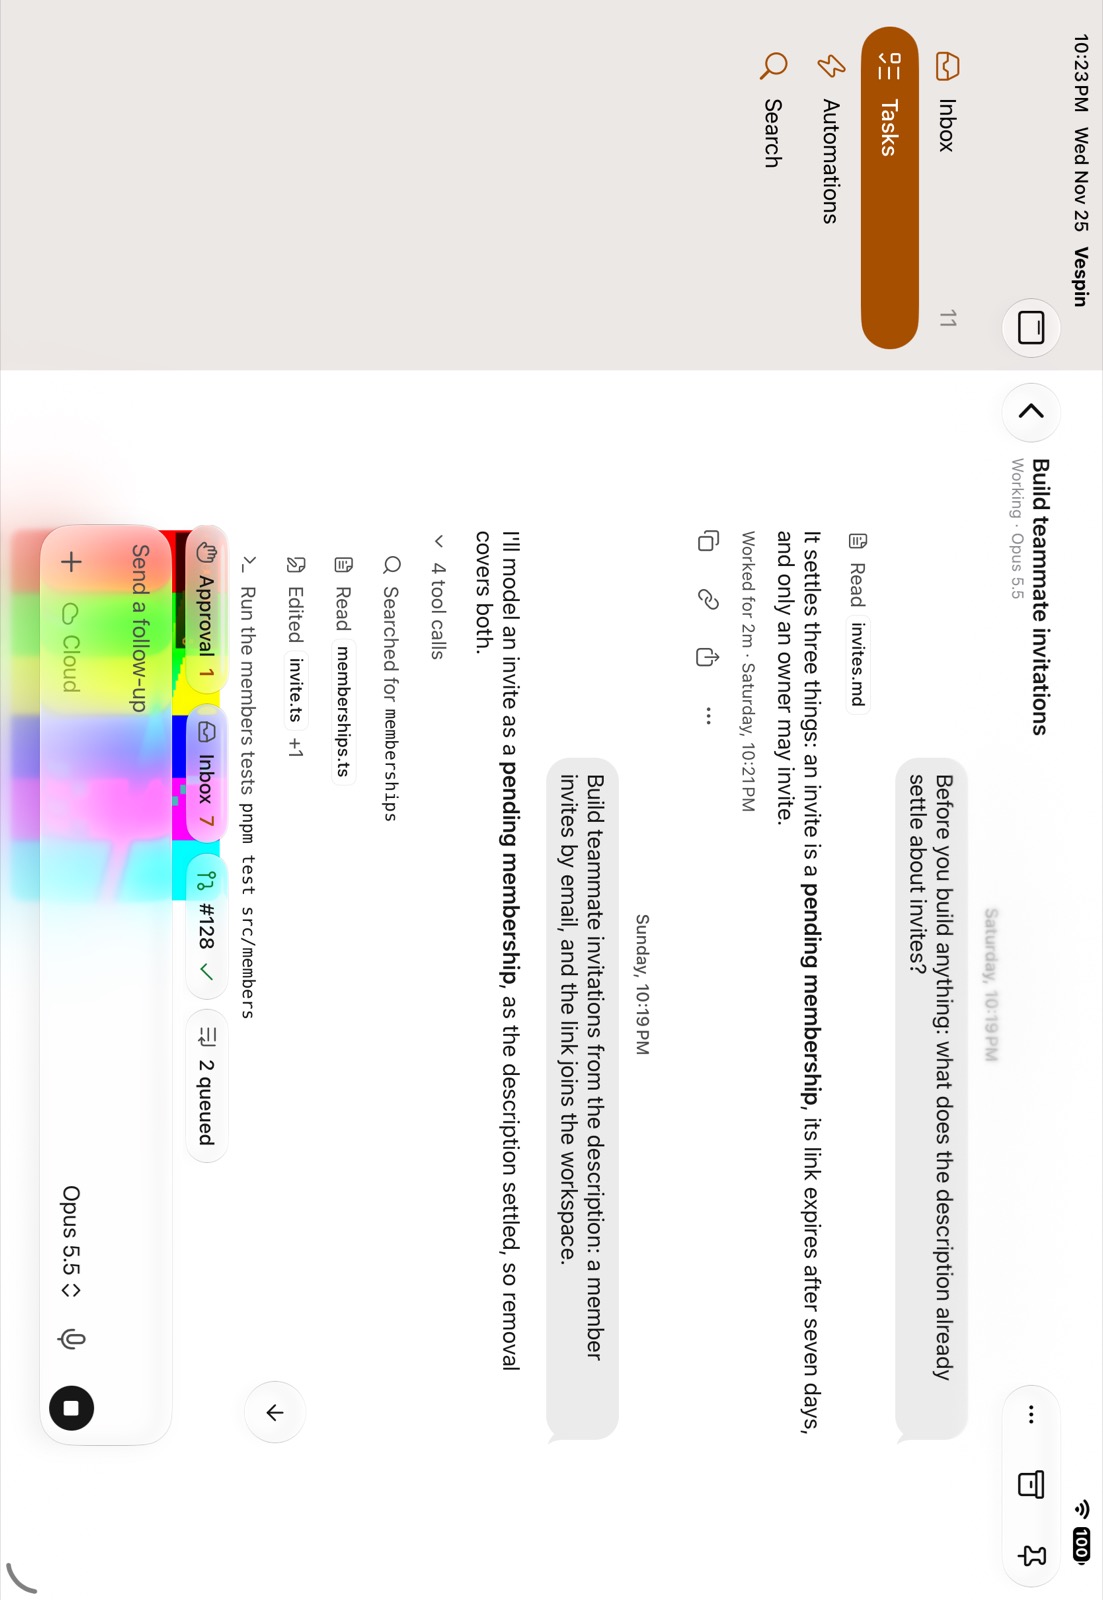 10:23 PM Wed Nov 25 Vespin
100
Build teammate invitations
Working · Opus 5.5
Inbox 11
Tasks
Automations
Search
Saturday, 10:19 PM
Before you build anything: what does the description already
settle about invites?
Read invites.md
It settles three things: an invite is a pending membership, its link expires after seven days,
and only an owner may invite.
Worked for 2m · Saturday, 10:21 PM
Sunday, 10:19 PM
Build teammate invitations from the description: a member
invites by email, and the link joins the workspace.
I'll model an invite as a pending membership, as the description settled, so removal
covers both.
4 tool calls
Searched for memberships
Read memberships.ts
Edited invite.ts +1
Run the members tests pnpm test src/members
Approval 1
Inbox 7
#128
2 queued
Send a follow-up
Cloud
Opus 5.5